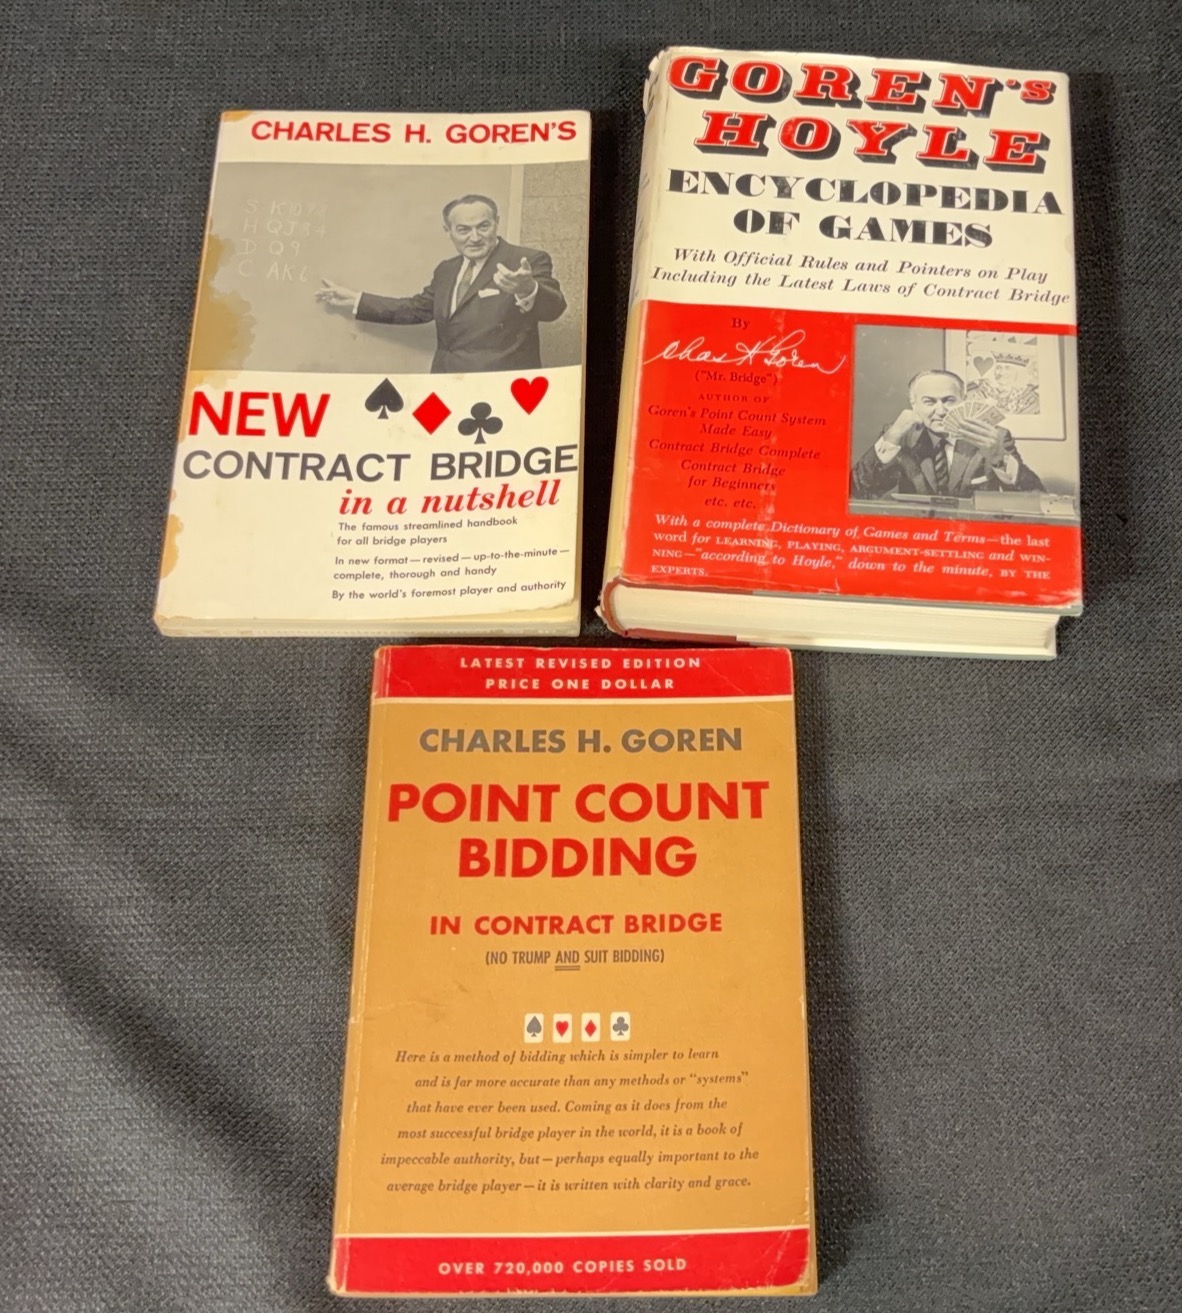 CHARLES H. GOREN'S
H QJ84
D Q9
NEW
CONTRACT BRIDGE
in a nutshell
The famous streamlined handbook
for all bridge players
In new format—revised—up-to-the-minute—
complete, thorough and handy
By the world's foremost player and authority
GOREN'S
HOYLE
ENCYCLOPEDIA
OF GAMES
With Official Rules and Pointers on Play
Including the Latest Laws of Contract Bridge
By
Chas H Goren
("Mr. Bridge")
AUTHOR OF
Goren's Point Count System
Made Easy
Contract Bridge Complete
Contract Bridge
for Beginners
etc. etc.
With a complete Dictionary of Games and Terms—the last
word for LEARNING, PLAYING, ARGUMENT-SETTLING and WIN-
NING—"according to Hoyle," down to the minute, BY THE
EXPERTS.
LATEST REVISED EDITION
PRICE ONE DOLLAR
CHARLES H. GOREN
POINT COUNT
BIDDING
IN CONTRACT BRIDGE
(NO TRUMP AND SUIT BIDDING)
Here is a method of bidding which is simpler to learn
and is far more accurate than any methods or "systems"
that have ever been used. Coming as it does from the
most successful bridge player in the world, it is a book of
impeccable authority, but—perhaps equally important to the
average bridge player—it is written with clarity and grace.
OVER 720,000 COPIES SOLD